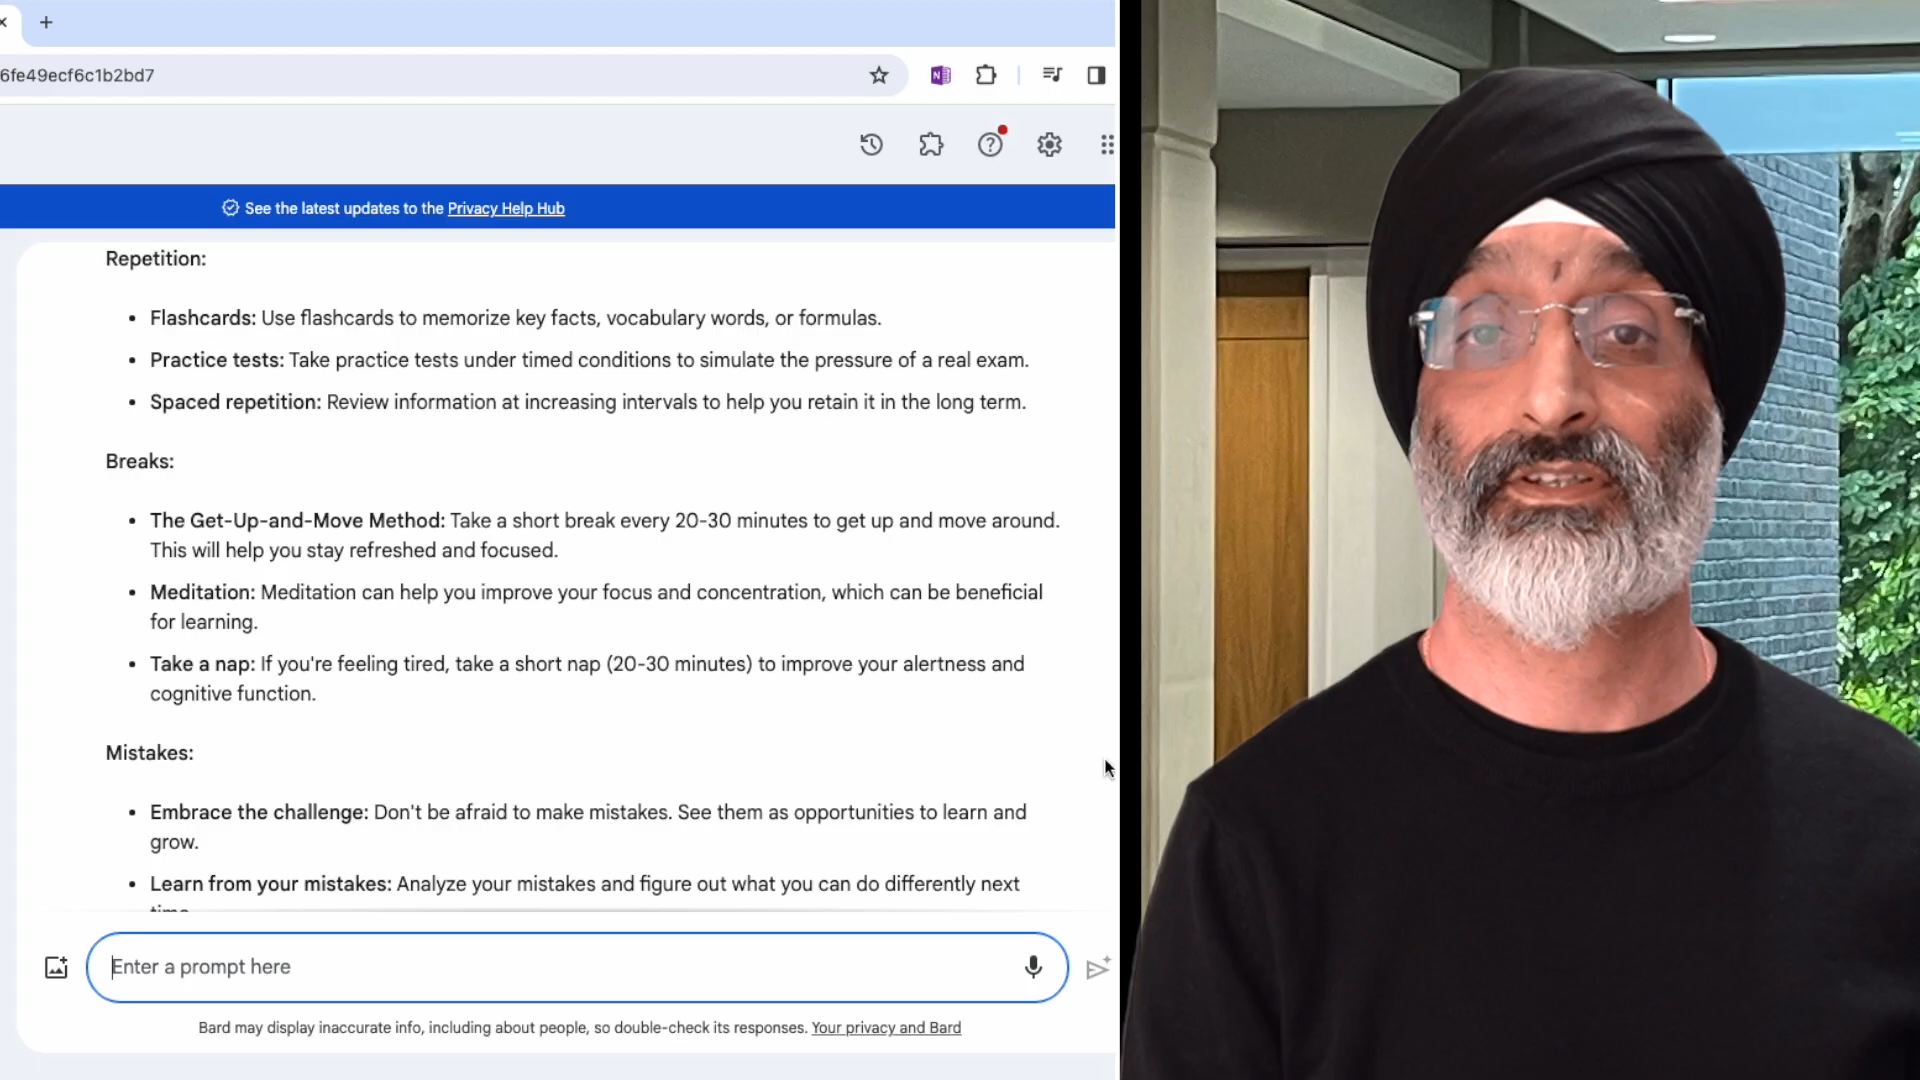 6fe49ecf6c1b2bd7
See the latest updates to the Privacy Help Hub
Repetition:
• Flashcards: Use flashcards to memorize key facts, vocabulary words, or formulas.
• Practice tests: Take practice tests under timed conditions to simulate the pressure of a real exam.
• Spaced repetition: Review information at increasing intervals to help you retain it in the long term.
Breaks:
• The Get-Up-and-Move Method: Take a short break every 20-30 minutes to get up and move around.
This will help you stay refreshed and focused.
• Meditation: Meditation can help you improve your focus and concentration, which can be beneficial
for learning.
• Take a nap: If you're feeling tired, take a short nap (20-30 minutes) to improve your alertness and
cognitive function.
Mistakes:
• Embrace the challenge: Don't be afraid to make mistakes. See them as opportunities to learn and
grow.
• Learn from your mistakes: Analyze your mistakes and figure out what you can do differently next
time.
Enter a prompt here
Bard may display inaccurate info, including about people, so double-check its responses. Your privacy and Bard